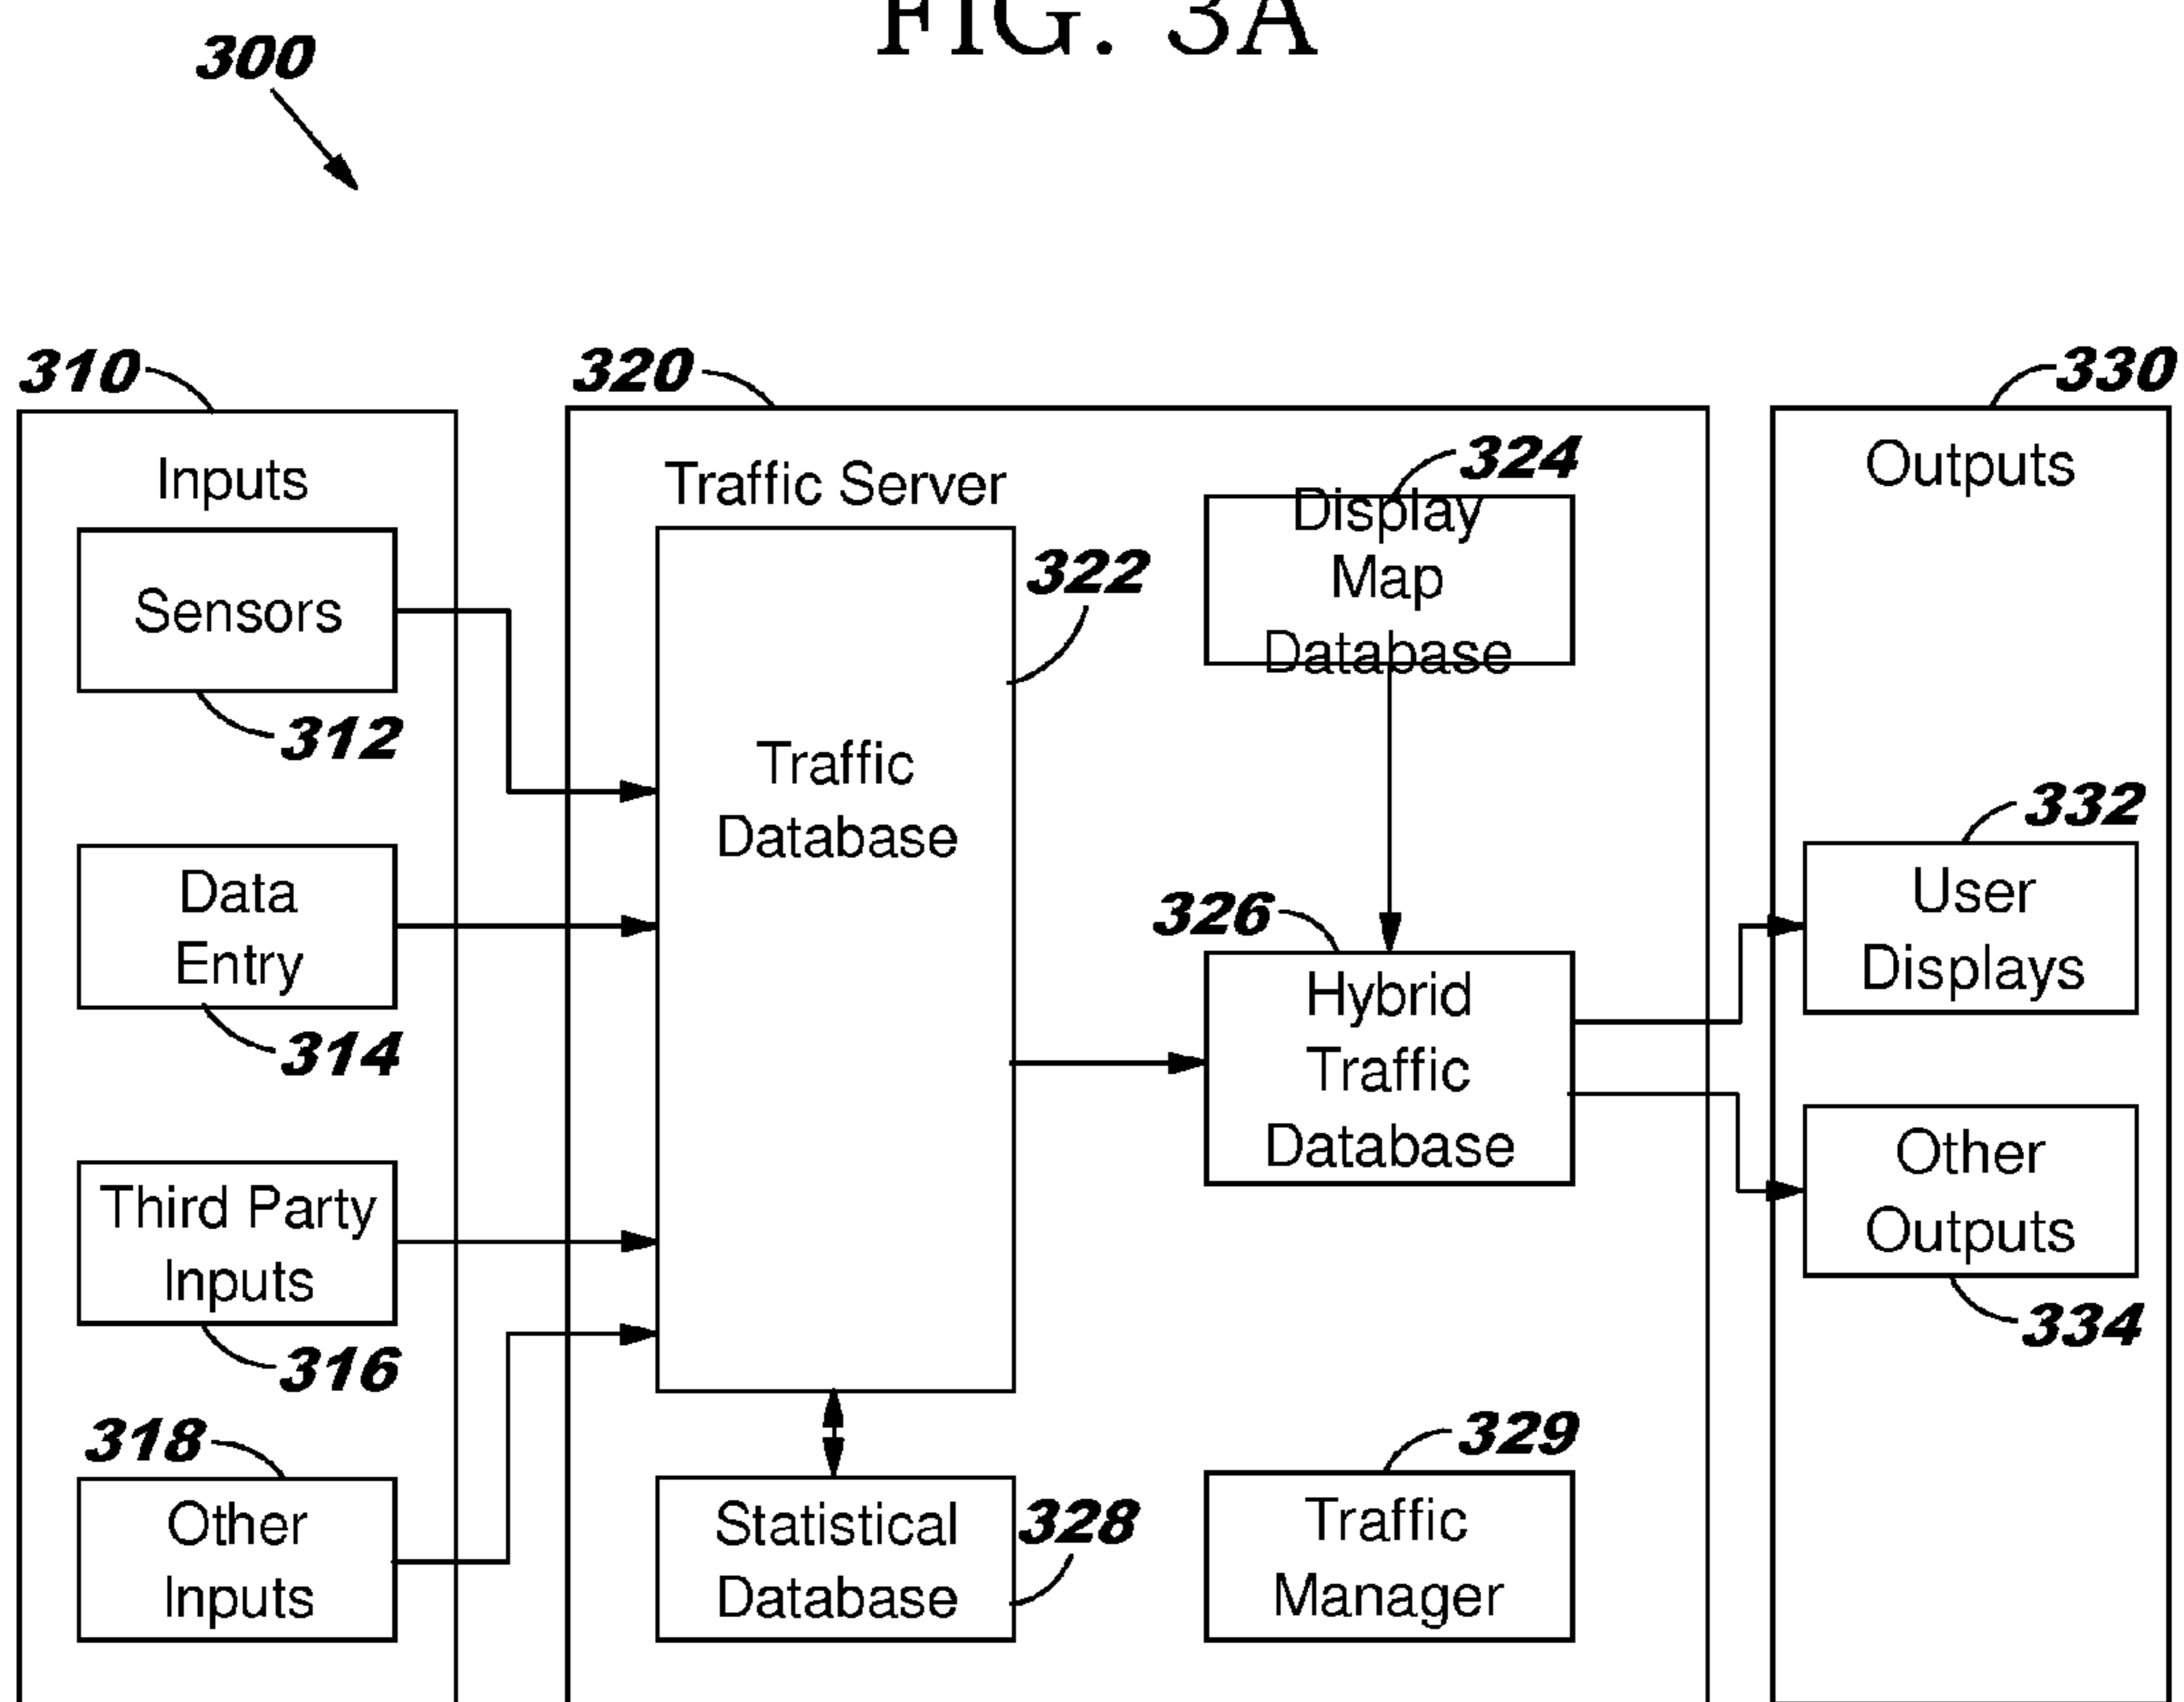 FIG. 3A
300
310
320
330
Inputs
Traffic Server
324
Outputs
Display
Map
Database
Sensors
322
312
Traffic
Database
332
Data
Entry
326
User
Displays
314
Hybrid
Traffic
Database
Third Party
Inputs
Other
Outputs
316
334
318
329
Other
Inputs
Statistical
Database
328
Traffic
Manager